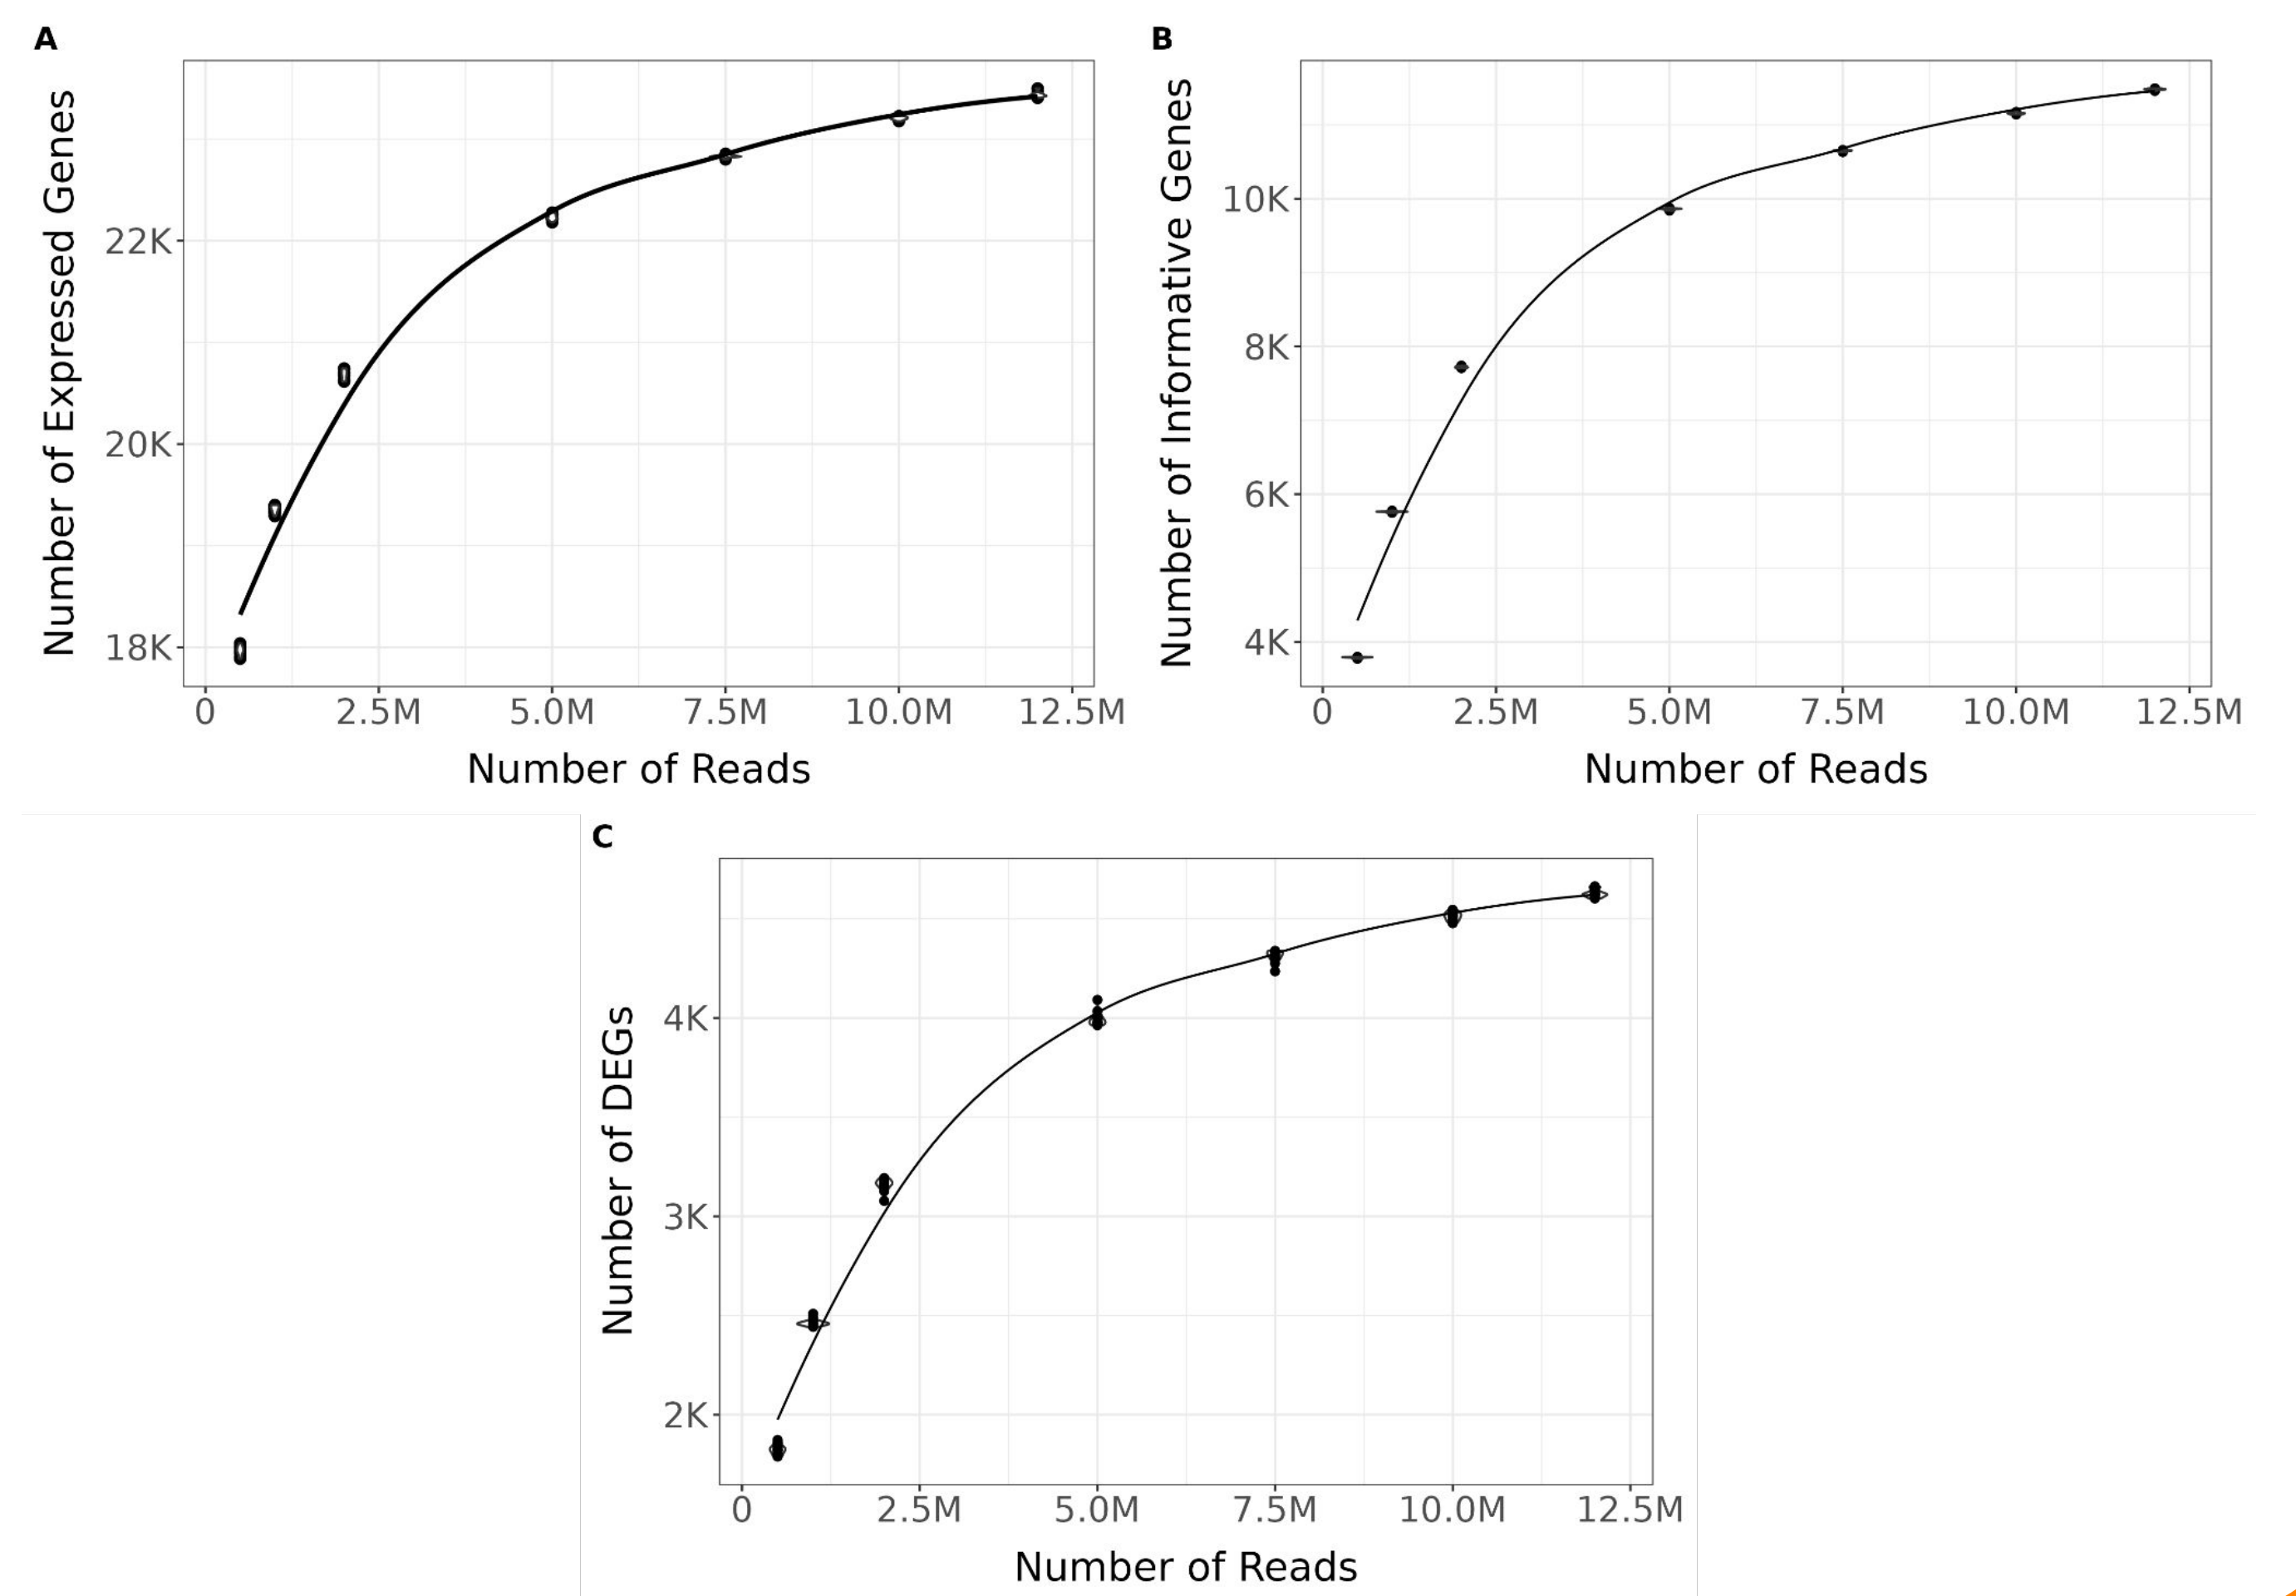 A
Number of Expressed Genes
22K
20K
18K
0 2.5M 5.0M 7.5M 10.0M 12.5M
Number of Reads
B
Number of Informative Genes
10K
8K
6K
4K
0 2.5M 5.0M 7.5M 10.0M 12.5M
Number of Reads
C
Number of DEGs
4K
3K
2K
0 2.5M 5.0M 7.5M 10.0M 12.5M
Number of Reads